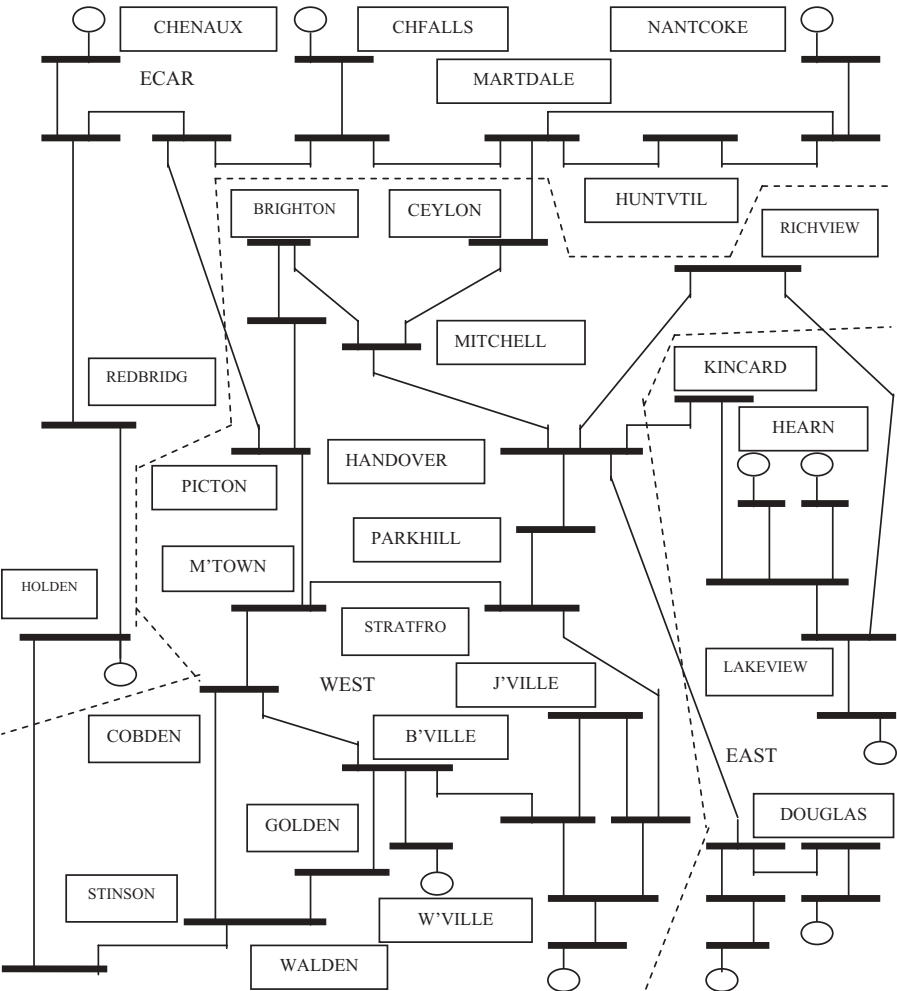 CHENAUX
CHFALLS
NANTCOKE
ECAR
MARTDALE
BRIGHTON
CEYLON
HUNTVTIL
RICHVIEW
MITCHELL
REDBRIDG
KINCARD
HEARN
HANDOVER
PICTON
PARKHILL
M'TOWN
HOLDEN
STRATFRO
LAKEVIEW
WEST
J'VILLE
COBDEN
B'VILLE
EAST
DOUGLAS
GOLDEN
STINSON
W'VILLE
WALDEN